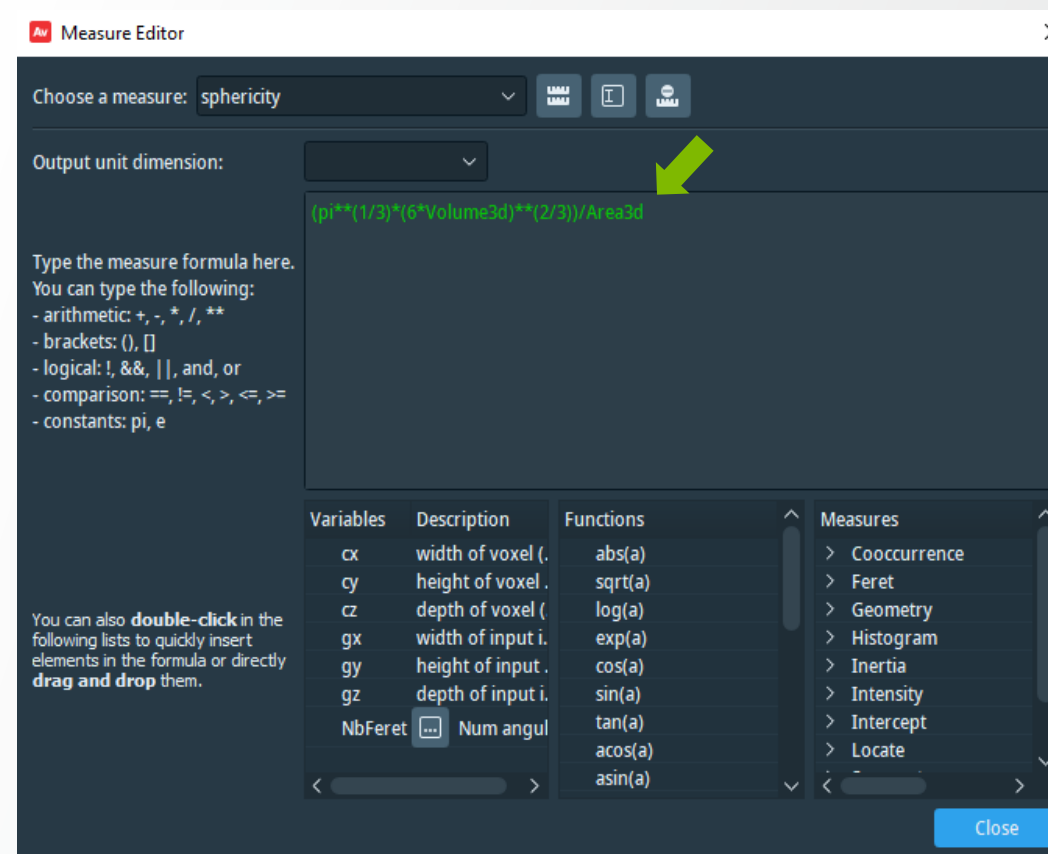 Av Measure Editor
Choose a measure: sphericity
Output unit dimension:
(pi**(1/3)*(6*Volume3d)**(2/3))/Area3d
Type the measure formula here.
You can type the following:
- arithmetic: +, -, *, /, **
- brackets: (), []
- logical: !, &&, ||, and, or
- comparison: ==, !=, <, >, <=, >=
- constants: pi, e
You can also double-click in the
following lists to quickly insert
elements in the formula or directly
drag and drop them.
Variables Description
cx width of voxel (.
cy height of voxel .
cz depth of voxel (
gx width of input i.
gy height of input .
gz depth of input i.
NbFeret ... Num angul
Functions
abs(a)
sqrt(a)
log(a)
exp(a)
cos(a)
sin(a)
tan(a)
acos(a)
asin(a)
Measures
> Cooccurrence
> Feret
> Geometry
> Histogram
> Inertia
> Intensity
> Intercept
> Locate
Close